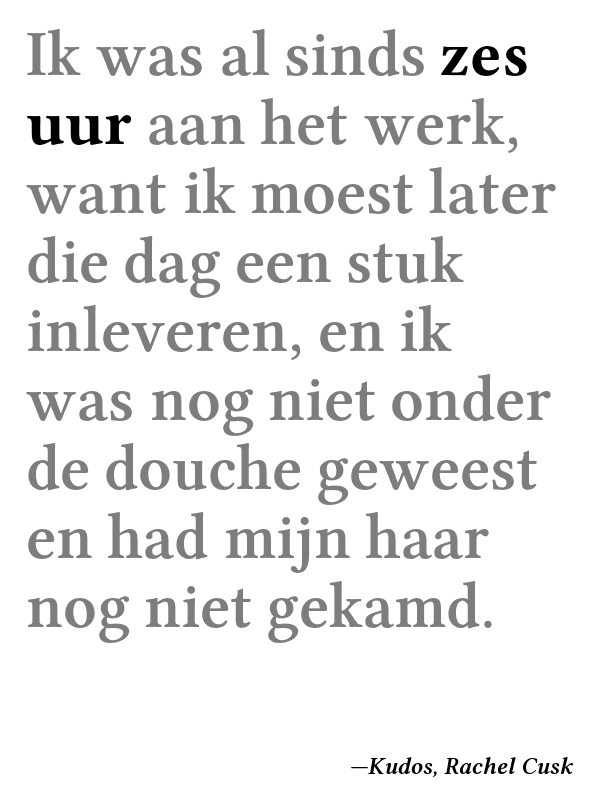 Ik was al sinds zes
uur aan het werk,
want ik moest later
die dag een stuk
inleveren, en ik
was nog niet onder
de douche geweest
en had mijn haar
nog niet gekamd.
—Kudos, Rachel Cusk